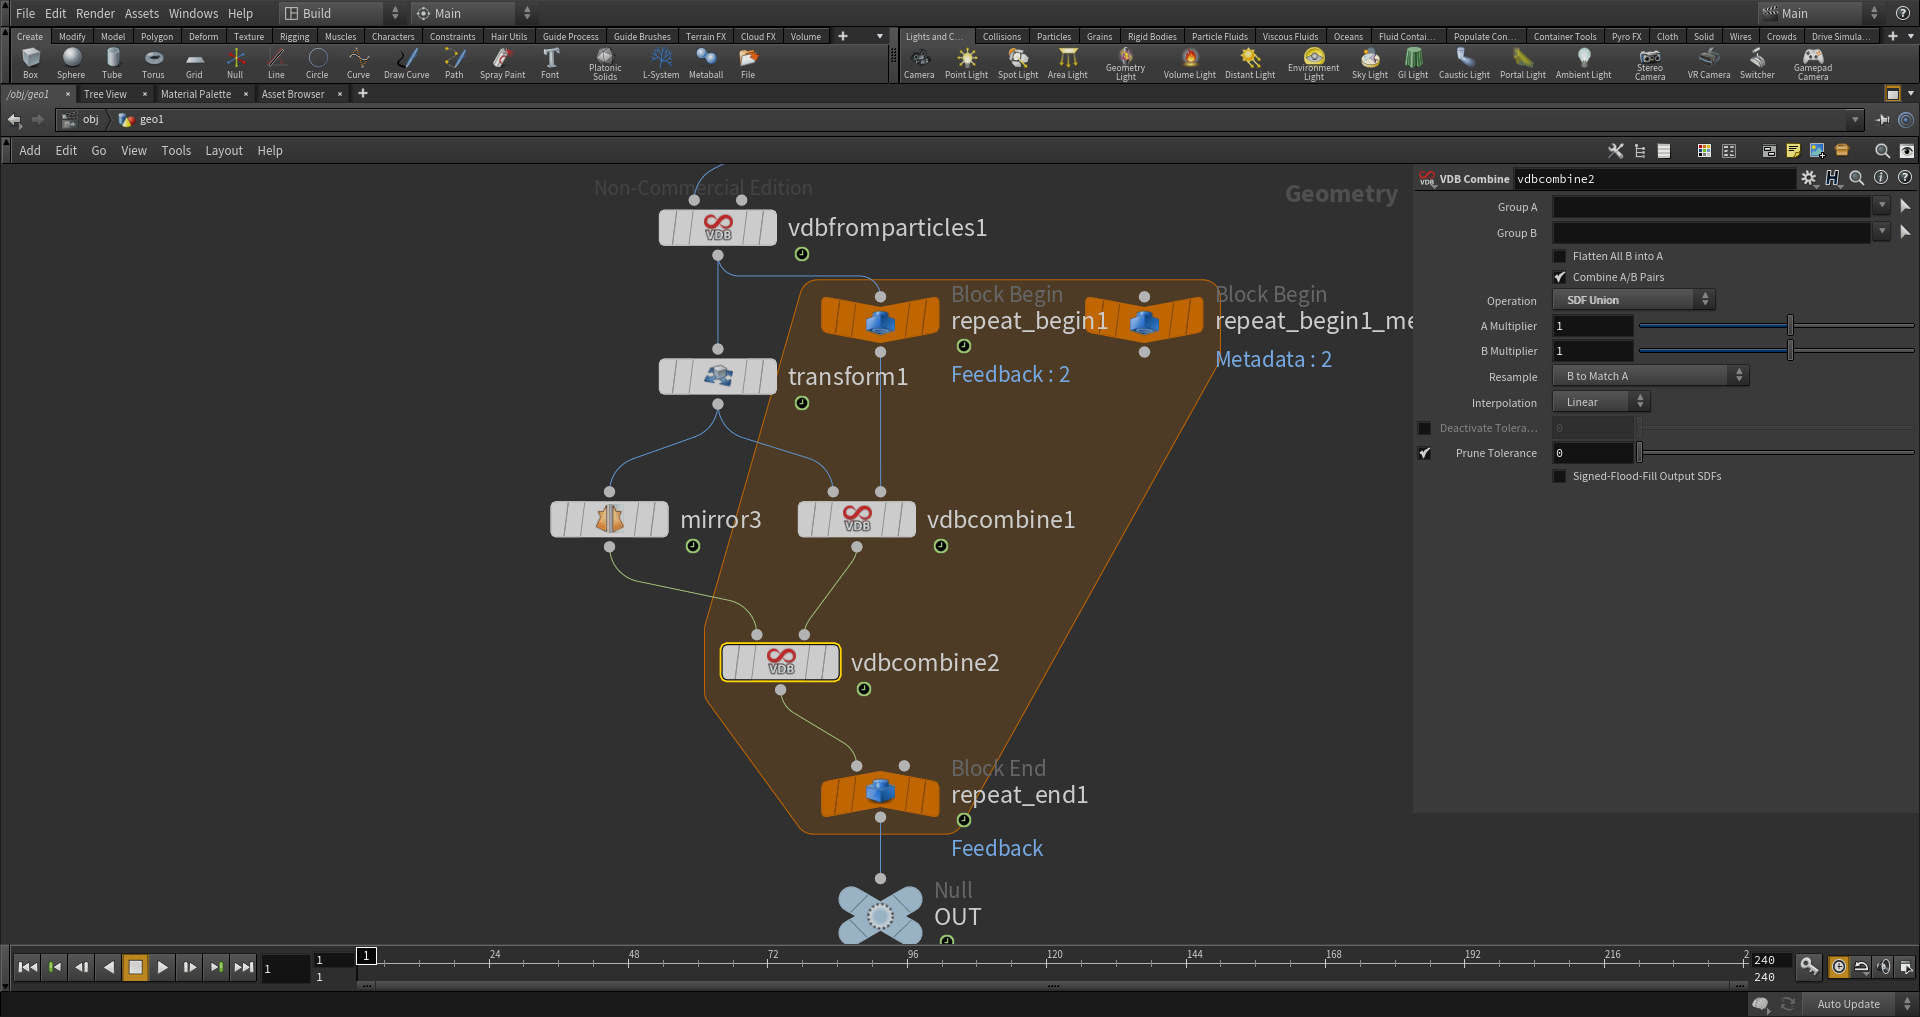 File Edit Render Assets Windows Help Build Main Main
Create Modify Model Polygon Deform Texture Rigging Muscles Characters Constraints Hair Utils Guide Process Guide Brushes Terrain FX Cloud FX Volume
Lights and C... Collisions Particles Grains Rigid Bodies Particle Fluids Viscous Fluids Oceans Fluid Contai... Populate Con... Container Tools Pyro FX Cloth Solid Wires Crowds Drive Simula...
Box Sphere Tube Torus Grid Null Line Circle Curve Draw Curve Path Spray Paint Font Platonic Solids L-System Metaball File
Camera Point Light Spot Light Area Light Geometry Light Volume Light Distant Light Environment Light Sky Light GI Light Caustic Light Portal Light Ambient Light Stereo Camera VR Camera Switcher Gamepad Camera
/obj/geo1 Tree View Material Palette Asset Browser
obj geo1
Add Edit Go View Tools Layout Help
Non-Commercial Edition
Geometry
vdbfromparticles1
VDB
Block Begin
repeat_begin1
Feedback : 2
Block Begin
repeat_begin1_me
Metadata : 2
transform1
mirror3
VDB
vdbcombine1
VDB
vdbcombine2
Block End
repeat_end1
Feedback
Null
OUT
VDB Combine vdbcombine2
Group A
Group B
Flatten All B into A
Combine A/B Pairs
Operation SDF Union
A Multiplier 1
B Multiplier 1
Resample B to Match A
Interpolation Linear
Deactivate Tolera... 0
Prune Tolerance 0
Signed-Flood-Fill Output SDFs
1 1 1 1 24 48 72 96 120 144 168 192 216 2 240 240
Auto Update